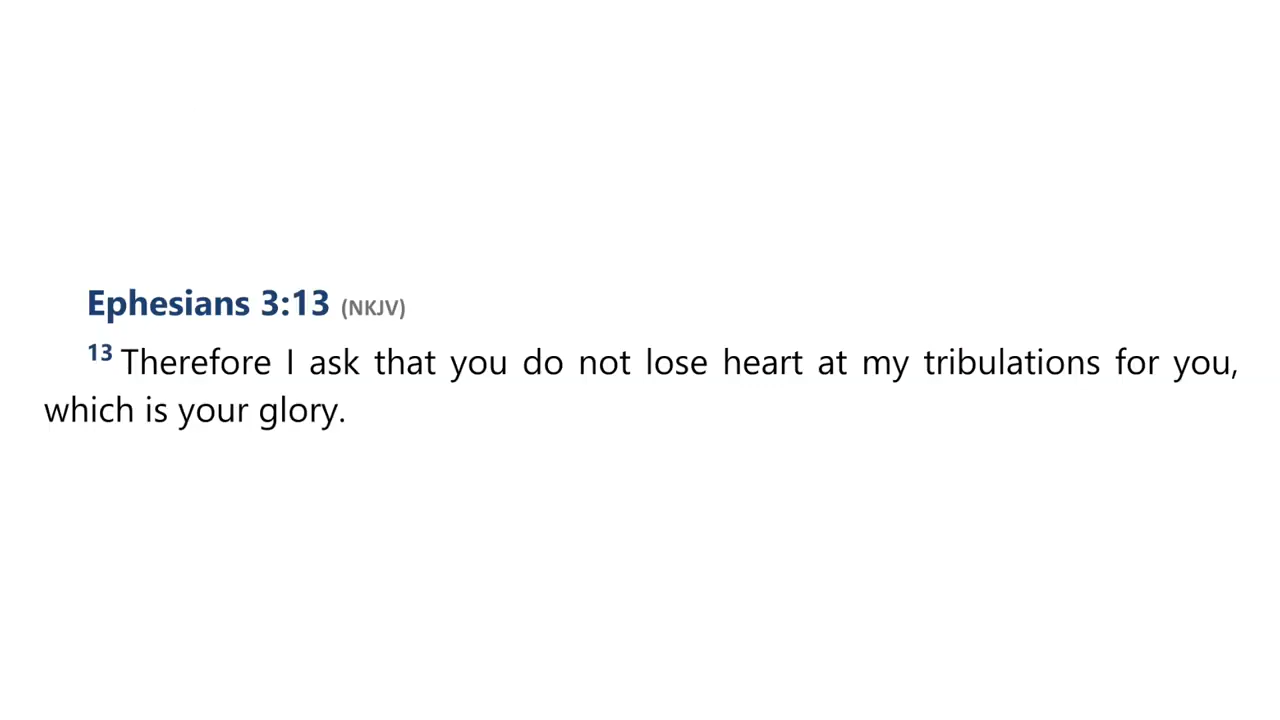 Ephesians 3:13 (NKJV)
13 Therefore I ask that you do not lose heart at my tribulations for you,
which is your glory.